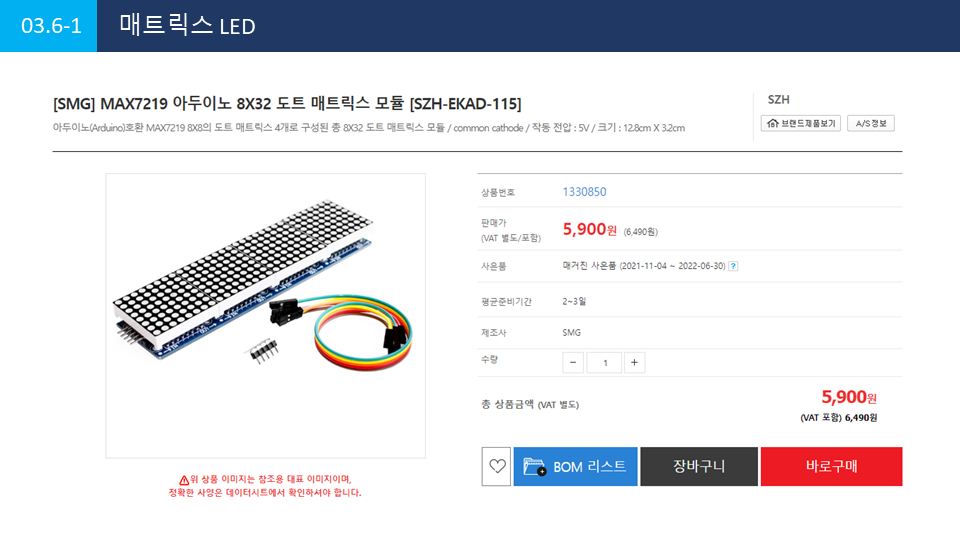 03.6-1 매트릭스 LED
[SMG] MAX7219 아두이노 8X32 도트 매트릭스 모듈 [SZH-EKAD-115]
아두이노(Arduino)호환 MAX7219 8X8의 도트 매트릭스 4개로 구성된 총 8X32 도트 매트릭스 모듈 / common cathode / 작동 전압 : 5V / 크기 : 12.8cm X 3.2cm
SZH
브랜드제품보기 A/S정보
상품번호 1330850
판매가
(VAT 별도/포함)
5,900원 (6,490원)
사은품 매거진 사은품 (2021-11-04 ~ 2022-06-30) ?
평균준비기간 2~3일
제조사 SMG
수량 - 1 +
총 상품금액 (VAT 별도) 5,900원
(VAT 포함) 6,490원
BOM 리스트 장바구니 바로구매
위 상품 이미지는 참조용 대표 이미지이며,
정확한 사양은 데이터시트에서 확인하셔야 합니다.